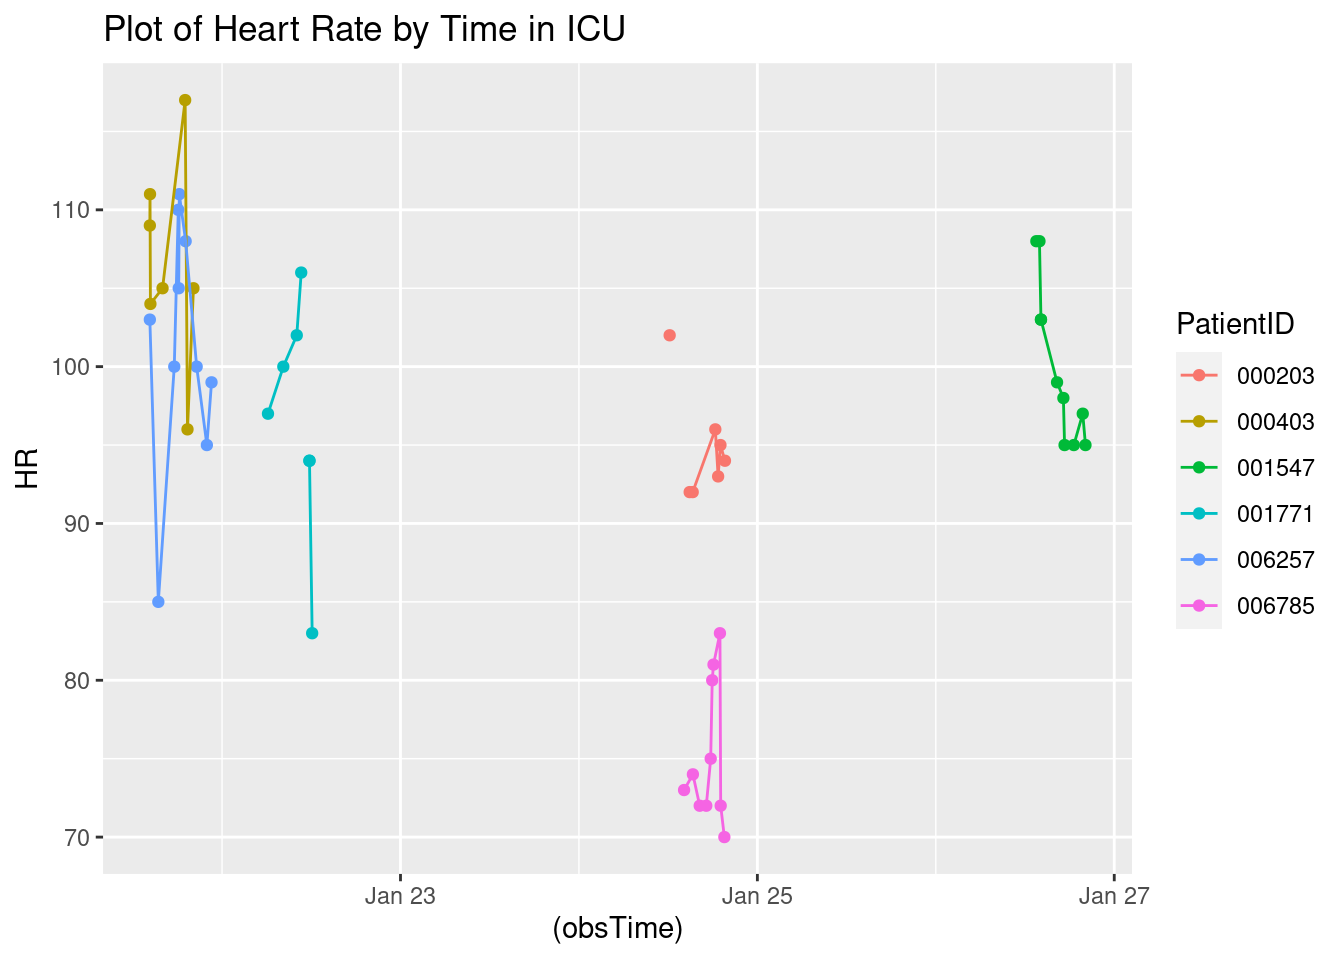 Plot of Heart Rate by Time in ICU
HR
110
100
90
80
70
Jan 23
Jan 25
Jan 27
(obsTime)
PatientID
000203
000403
001547
001771
006257
006785